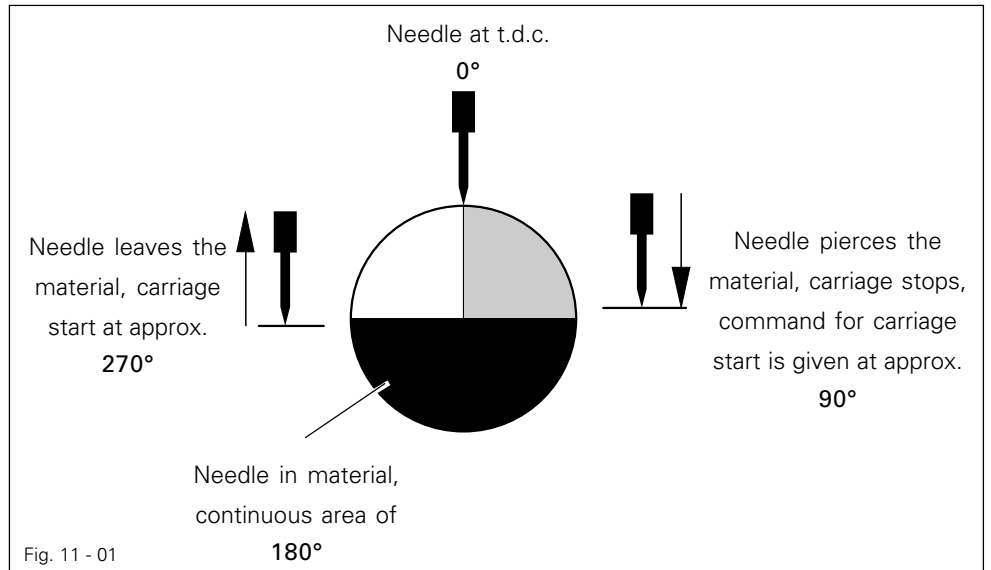 Needle at t.d.c.
0°
Needle leaves the
material, carriage
start at approx.
270°
Needle pierces the
material, carriage stops,
command for carriage
start is given at approx.
90°
Needle in material,
continuous area of
180°
Fig. 11 - 01